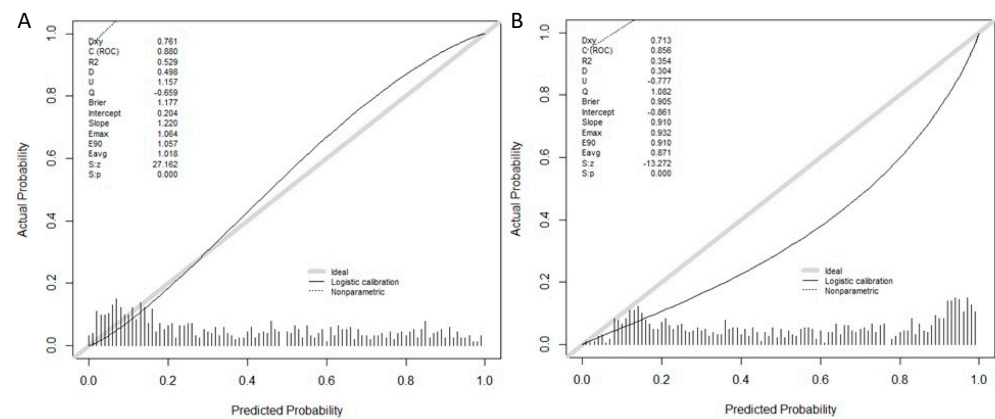 A
Dxy 0.761
C (ROC) 0.880
R2 0.529
D 0.498
U 1.157
Q -0.659
Brier 1.177
Intercept 0.204
Slope 1.220
Emax 1.064
E90 1.057
Eavg 1.018
S:z 27.162
S:p 0.000
Actual Probability
0.0 0.2 0.4 0.6 0.8 1.0
Ideal
Logistic calibration
Nonparametric
0.0 0.2 0.4 0.6 0.8 1.0
Predicted Probability
B
Dxy 0.713
C (ROC) 0.856
R2 0.354
D 0.304
U -0.777
Q 1.082
Brier 0.905
Intercept -0.861
Slope 0.910
Emax 0.932
E90 0.910
Eavg 0.871
S:z -13.272
S:p 0.000
Actual Probability
0.0 0.2 0.4 0.6 0.8 1.0
Ideal
Logistic calibration
Nonparametric
0.0 0.2 0.4 0.6 0.8 1.0
Predicted Probability